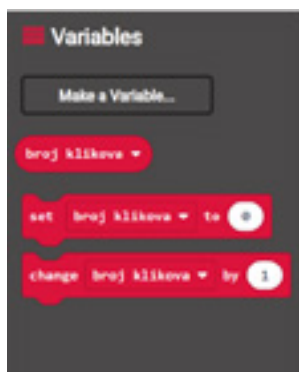 Variables
Make a Variable...
broj klikova
set broj klikova to 0
change broj klikova by 1